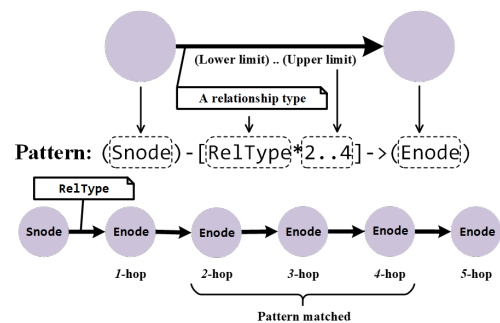 (Lower limit) .. (Upper limit)
A relationship type
Pattern: (Snode)-[RelType*2..4]->(Enode)
RelType
Snode Enode Enode Enode Enode Enode
1-hop 2-hop 3-hop 4-hop 5-hop
Pattern matched